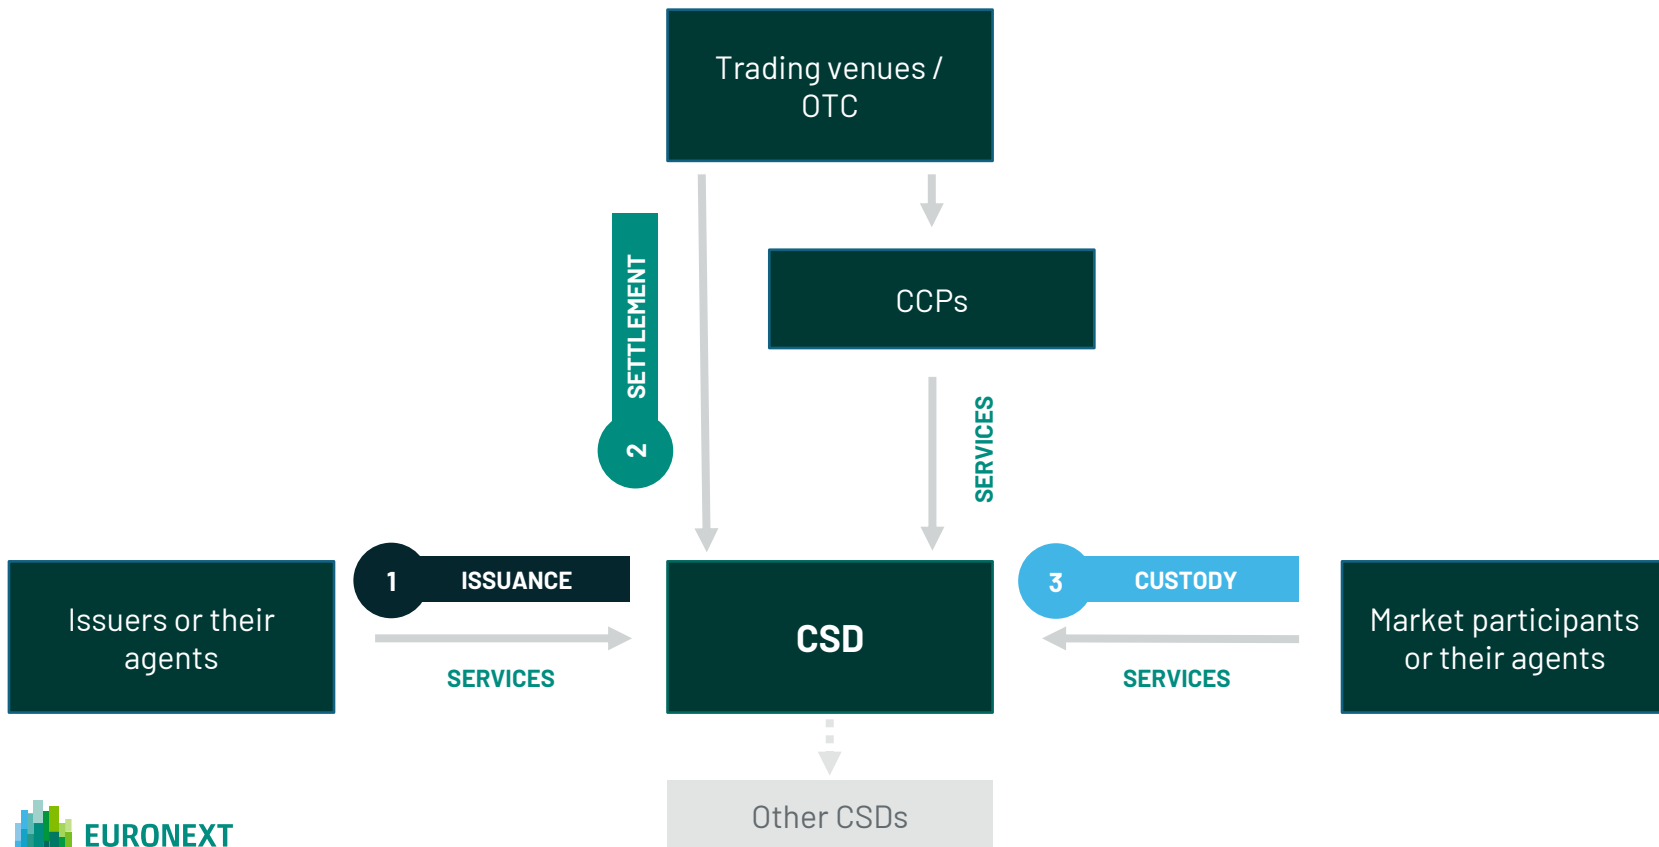 Trading venues /
OTC
SETTLEMENT
2
CCPs
SERVICES
Issuers or their
agents
1
ISSUANCE
SERVICES
CSD
3
CUSTODY
SERVICES
Market participants
or their agents
Other CSDs
EURONEXT